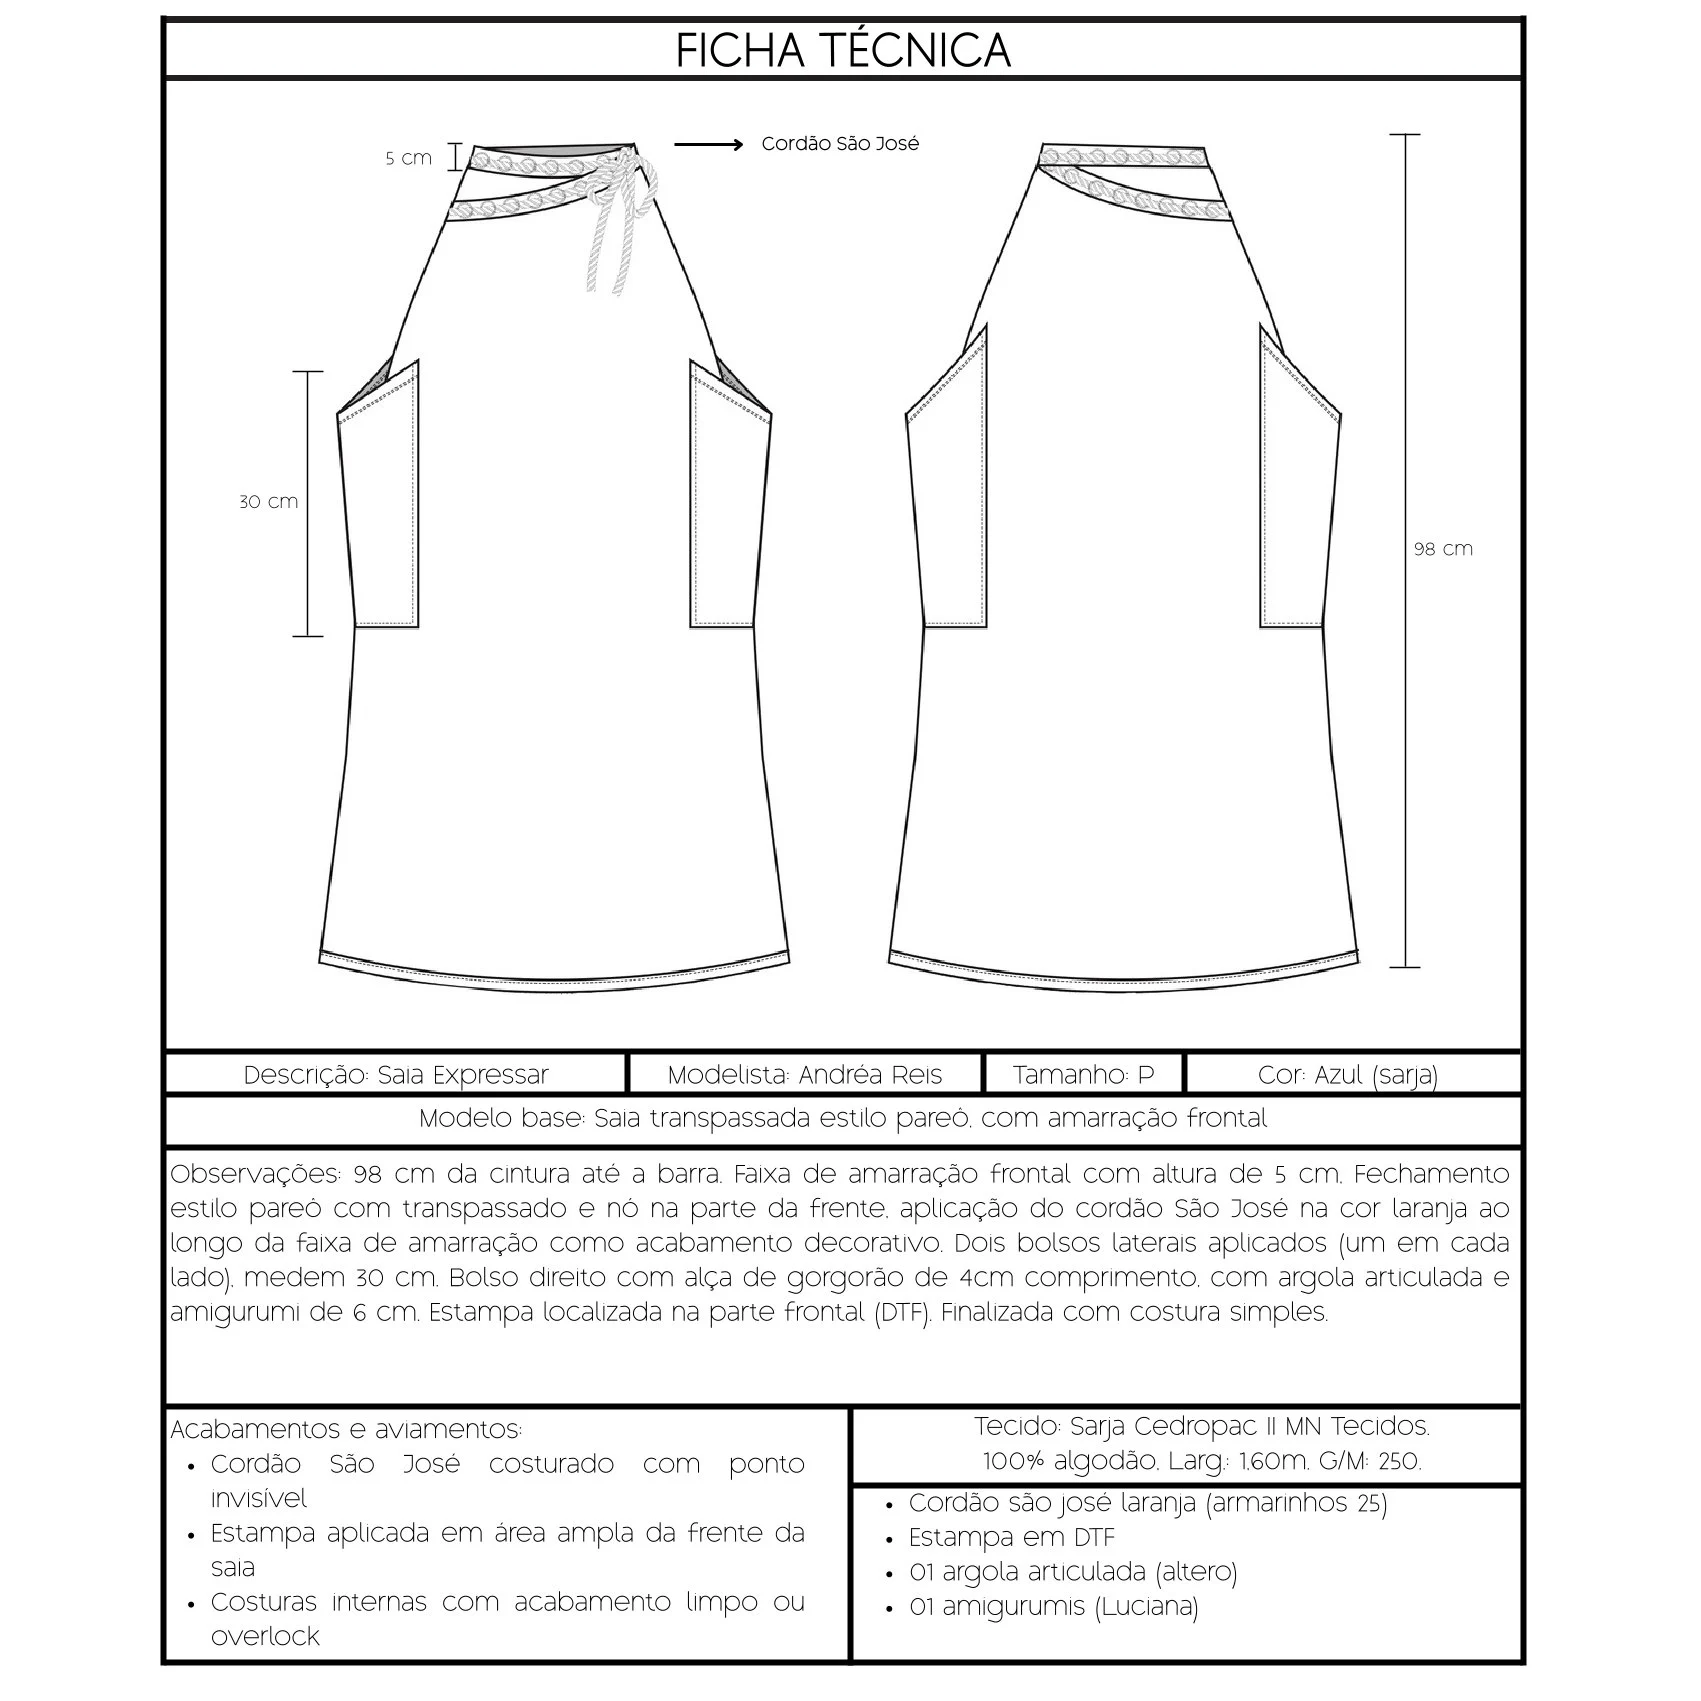 FICHA TÉCNICA
5 cm
Cordão São José
30 cm
98 cm
Descrição: Saia Expressar
Modelista: Andréa Reis
Tamanho: P
Cor: Azul (sarja)
Modelo base: Saia transpassada estilo pareô, com amarração frontal
Observações: 98 cm da cintura até a barra. Faixa de amarração frontal com altura de 5 cm, Fechamento
estilo pareô com transpassado e nó na parte da frente, aplicação do cordão São José na cor laranja ao
longo da faixa de amarração como acabamento decorativo. Dois bolsos laterais aplicados (um em cada
lado), medem 30 cm. Bolso direito com alça de gorgorão de 4cm comprimento, com argola articulada e
amigurumi de 6 cm. Estampa localizada na parte frontal (DTF). Finalizada com costura simples.
Acabamentos e aviamentos:
• Cordão São José costurado com ponto
invisível
• Estampa aplicada em área ampla da frente da
saia
• Costuras internas com acabamento limpo ou
overlock
Tecido: Sarja Cedropac II MN Tecidos.
100% algodão, Larg.: 1,60m. G/M: 250.
• Cordão são josé laranja (armarinhos 25)
• Estampa em DTF
• 01 argola articulada (altero)
• 01 amigurumis (Luciana)